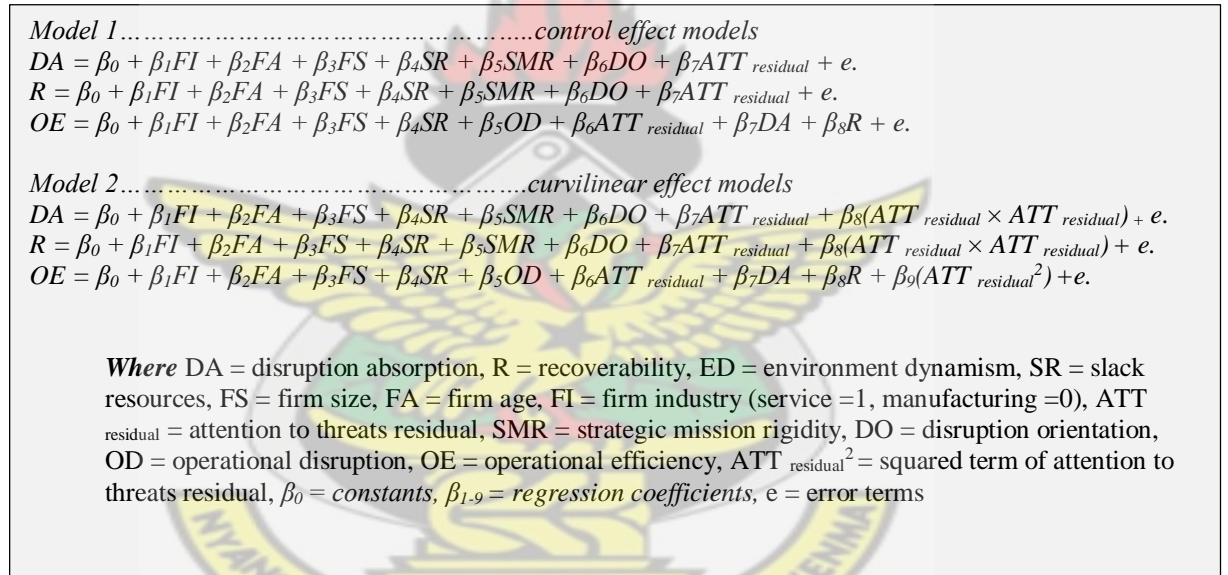 Model 1……………………………………………..control effect models
DA = β₀ + β₁FI + β₂FA + β₃FS + β₄SR + β₅SMR + β₆DO + β₇ATT residual + e.
R = β₀ + β₁FI + β₂FA + β₃FS + β₄SR + β₅SMR + β₆DO + β₇ATT residual + e.
OE = β₀ + β₁FI + β₂FA + β₃FS + β₄SR + β₅OD + β₆ATT residual + β₇DA + β₈R + e.
Model 2…………………………………………….curvilinear effect models
DA = β₀ + β₁FI + β₂FA + β₃FS + β₄SR + β₅SMR + β₆DO + β₇ATT residual + β₈(ATT residual × ATT residual) + e.
R = β₀ + β₁FI + β₂FA + β₃FS + β₄SR + β₅SMR + β₆DO + β₇ATT residual + β₈(ATT residual × ATT residual) + e.
OE = β₀ + β₁FI + β₂FA + β₃FS + β₄SR + β₅OD + β₆ATT residual + β₇DA + β₈R + β₉(ATT residual²) +e.
Where DA = disruption absorption, R = recoverability, ED = environment dynamism, SR = slack
resources, FS = firm size, FA = firm age, FI = firm industry (service =1, manufacturing =0), ATT
residual = attention to threats residual, SMR = strategic mission rigidity, DO = disruption orientation,
OD = operational disruption, OE = operational efficiency, ATT residual² = squared term of attention to
threats residual, β₀ = constants, β₁₋₉ = regression coefficients, e = error terms